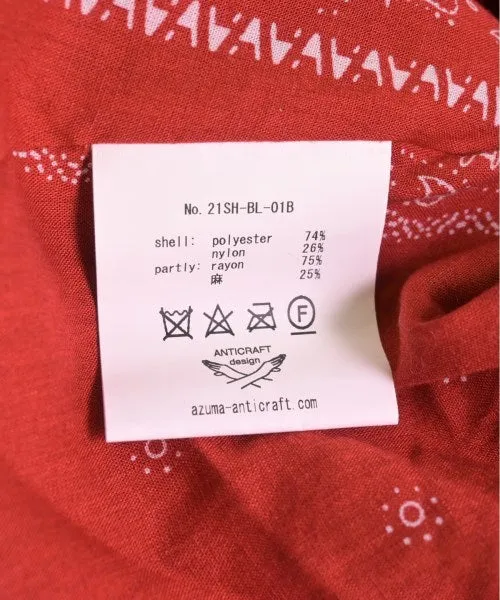 No. 21SH-BL-01B
shell: polyester 74%
nylon 26%
partly: rayon 75%
麻 25%
F
ANTICRAFT
design
azuma-anticraft.com